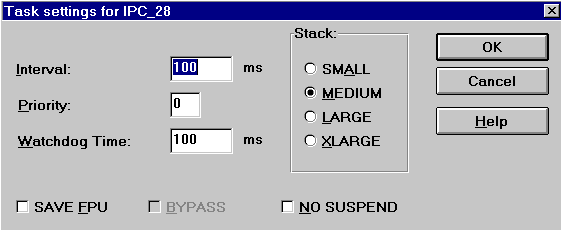 Task settings for IPC_28
Stack:
Interval: 100 ms
SMALL
OK
Priority: 0
MEDIUM
Cancel
Watchdog Time: 100 ms
LARGE
Help
XLARGE
SAVE FPU
BYPASS
NO SUSPEND